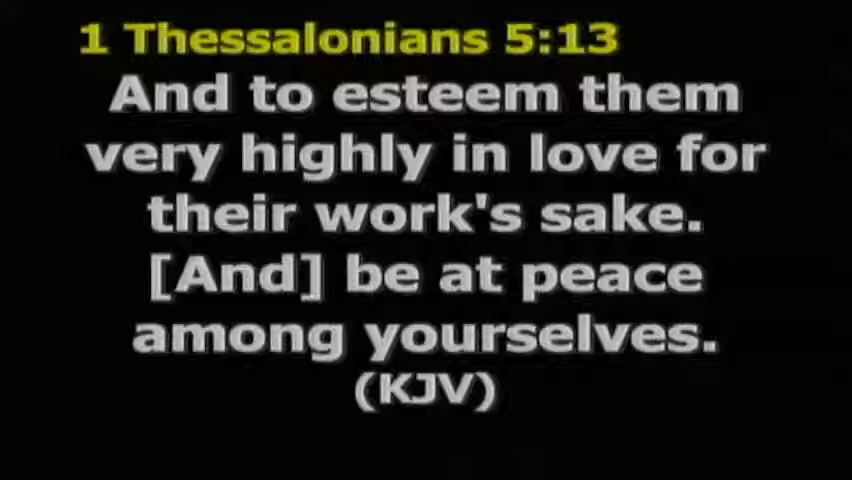 1 Thessalonians 5:13
And to esteem them
very highly in love for
their work's sake.
[And] be at peace
among yourselves.
(KJV)